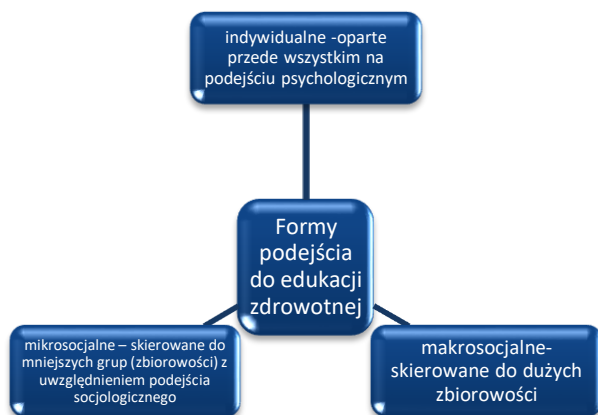 indywidualne -oparte
przede wszystkim na
podejściu psychologicznym
Formy
podejścia
do edukacji
zdrowotnej
mikrosocjalne – skierowane do
mniejszych grup (zbiorowości) z
uwzględnieniem podejścia
socjologicznego
makrosocjalne-
skierowane do dużych
zbiorowości